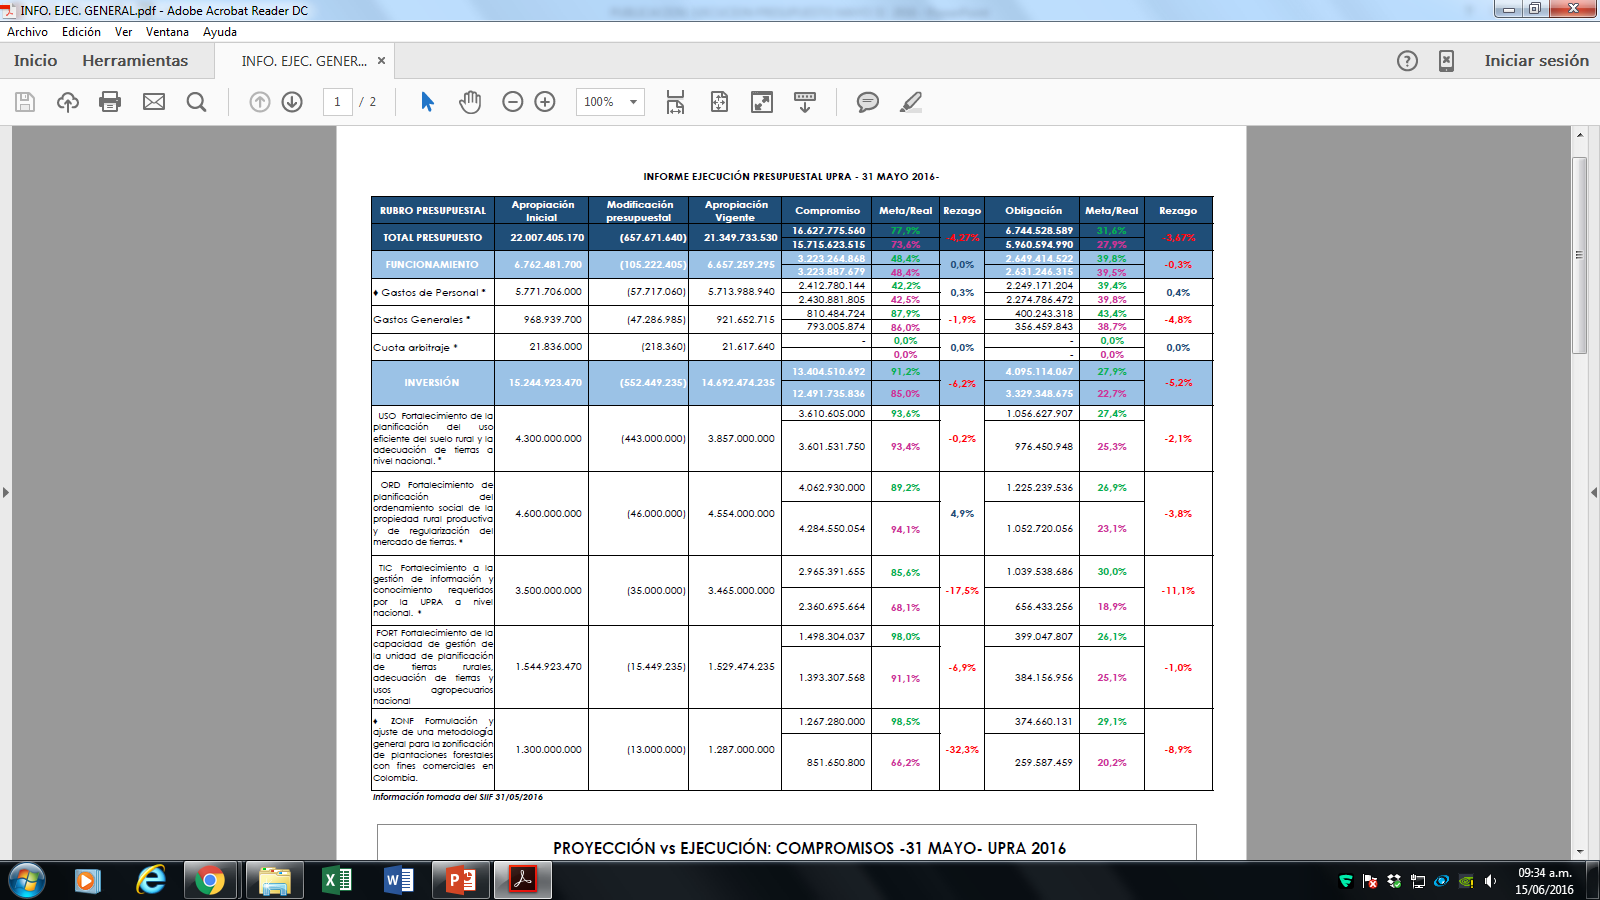 INFO. EJEC. GENERAL.pdf - Adobe Acrobat Reader DC
Archivo Edición Ver Ventana Ayuda
Inicio Herramientas INFO. EJEC. GENER... × Iniciar sesión
1 / 2 100%
INFORME EJECUCIÓN PRESUPUESTAL UPRA - 31 MAYO 2016-
RUBRO PRESUPUESTAL Apropiación Inicial Modificación presupuestal Apropiación Vigente Compromiso Meta/Real Rezago Obligación Meta/Real Rezago
TOTAL PRESUPUESTO 22.007.405.170 (657.671.640) 21.349.733.530 16.627.775.560 77,9% -4,27% 6.744.528.589 31,6% -3,67%
15.715.623.515 73,6% 5.960.594.990 27,9%
FUNCIONAMIENTO 6.762.481.700 (105.222.405) 6.657.259.295 3.223.264.868 48,4% 0,0% 2.649.414.522 39,8% -0,3%
3.223.887.679 48,4% 2.631.246.315 39,5%
♦ Gastos de Personal * 5.771.706.000 (57.717.060) 5.713.988.940 2.412.780.144 42,2% 0,3% 2.249.171.204 39,4% 0,4%
2.430.881.805 42,5% 2.274.786.472 39,8%
Gastos Generales * 968.939.700 (47.286.985) 921.652.715 810.484.724 87,9% -1,9% 400.243.318 43,4% -4,8%
793.005.874 86,0% 356.459.843 38,7%
Cuota arbitraje * 21.836.000 (218.360) 21.617.640 - 0,0% 0,0% - 0,0% 0,0%
0,0% - 0,0%
INVERSIÓN 15.244.923.470 (552.449.235) 14.692.474.235 13.404.510.692 91,2% -6,2% 4.095.114.067 27,9% -5,2%
12.491.735.836 85,0% 3.329.348.675 22,7%
USO Fortalecimiento de la
planificación del uso
eficiente del suelo rural y la
adecuación de tierras a
nivel nacional. *
4.300.000.000 (443.000.000) 3.857.000.000 3.610.605.000 93,6% -0,2% 1.056.627.907 27,4% -2,1%
3.601.531.750 93,4% 976.450.948 25,3%
ORD Fortalecimiento de
planificación del
ordenamiento social de la
propiedad rural productiva
y de regularización del
mercado de tierras. *
4.600.000.000 (46.000.000) 4.554.000.000 4.062.930.000 89,2% 4,9% 1.225.239.536 26,9% -3,8%
4.284.550.054 94,1% 1.052.720.056 23,1%
TIC Fortalecimiento a la
gestión de información y
conocimiento requeridos
por la UPRA a nivel
nacional. *
3.500.000.000 (35.000.000) 3.465.000.000 2.965.391.655 85,6% -17,5% 1.039.538.686 30,0% -11,1%
2.360.695.664 68,1% 656.433.256 18,9%
FORT Fortalecimiento de la
capacidad de gestión de
la unidad de planificación
de tierras rurales,
adecuación de tierras y
usos agropecuarios
nacional
1.544.923.470 (15.449.235) 1.529.474.235 1.498.304.037 98,0% -6,9% 399.047.807 26,1% -1,0%
1.393.307.568 91,1% 384.156.956 25,1%
♦ ZONF Formulación y
ajuste de una metodología
general para la zonificación
de plantaciones forestales
con fines comerciales en
Colombia.
1.300.000.000 (13.000.000) 1.287.000.000 1.267.280.000 98,5% -32,3% 374.660.131 29,1% -8,9%
851.650.800 66,2% 259.587.459 20,2%
Información tomada del SIIF 31/05/2016
PROYECCIÓN vs EJECUCIÓN: COMPROMISOS -31 MAYO- UPRA 2016
09:34 a.m.
15/06/2016